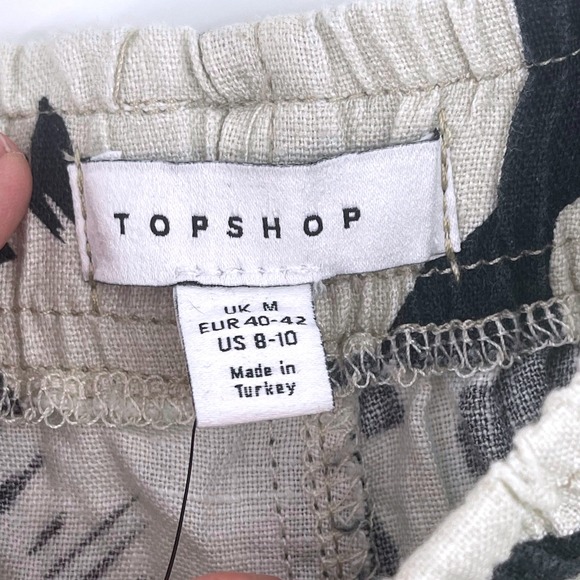 TOPSHOP
UK M
EUR 40-42
US 8-10
Made in
Turkey